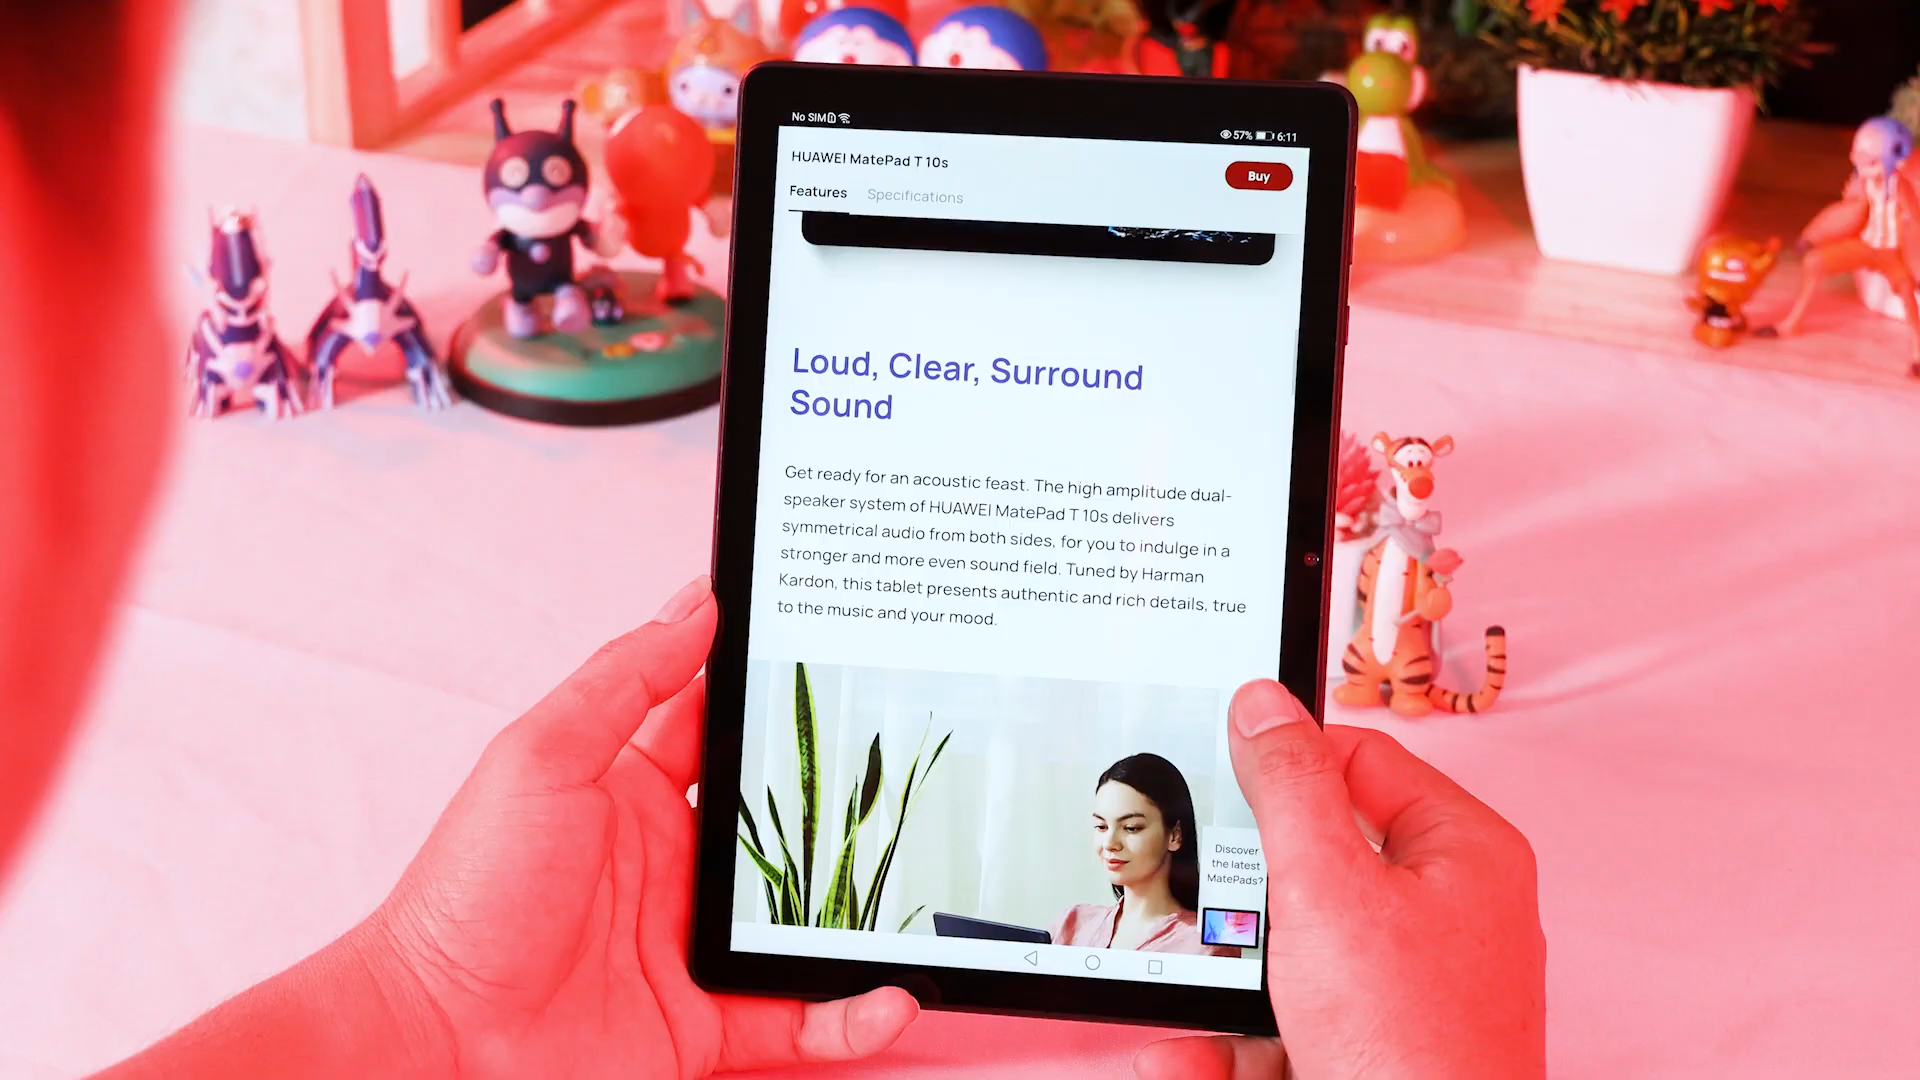 No SIM
57% 6:11
HUAWEI MatePad T 10s
Buy
Features Specifications
Loud, Clear, Surround
Sound
Get ready for an acoustic feast. The high amplitude dual-
speaker system of HUAWEI MatePad T 10s delivers
symmetrical audio from both sides, for you to indulge in a
stronger and more even sound field. Tuned by Harman
Kardon, this tablet presents authentic and rich details, true
to the music and your mood.
Discover
the latest
MatePads?